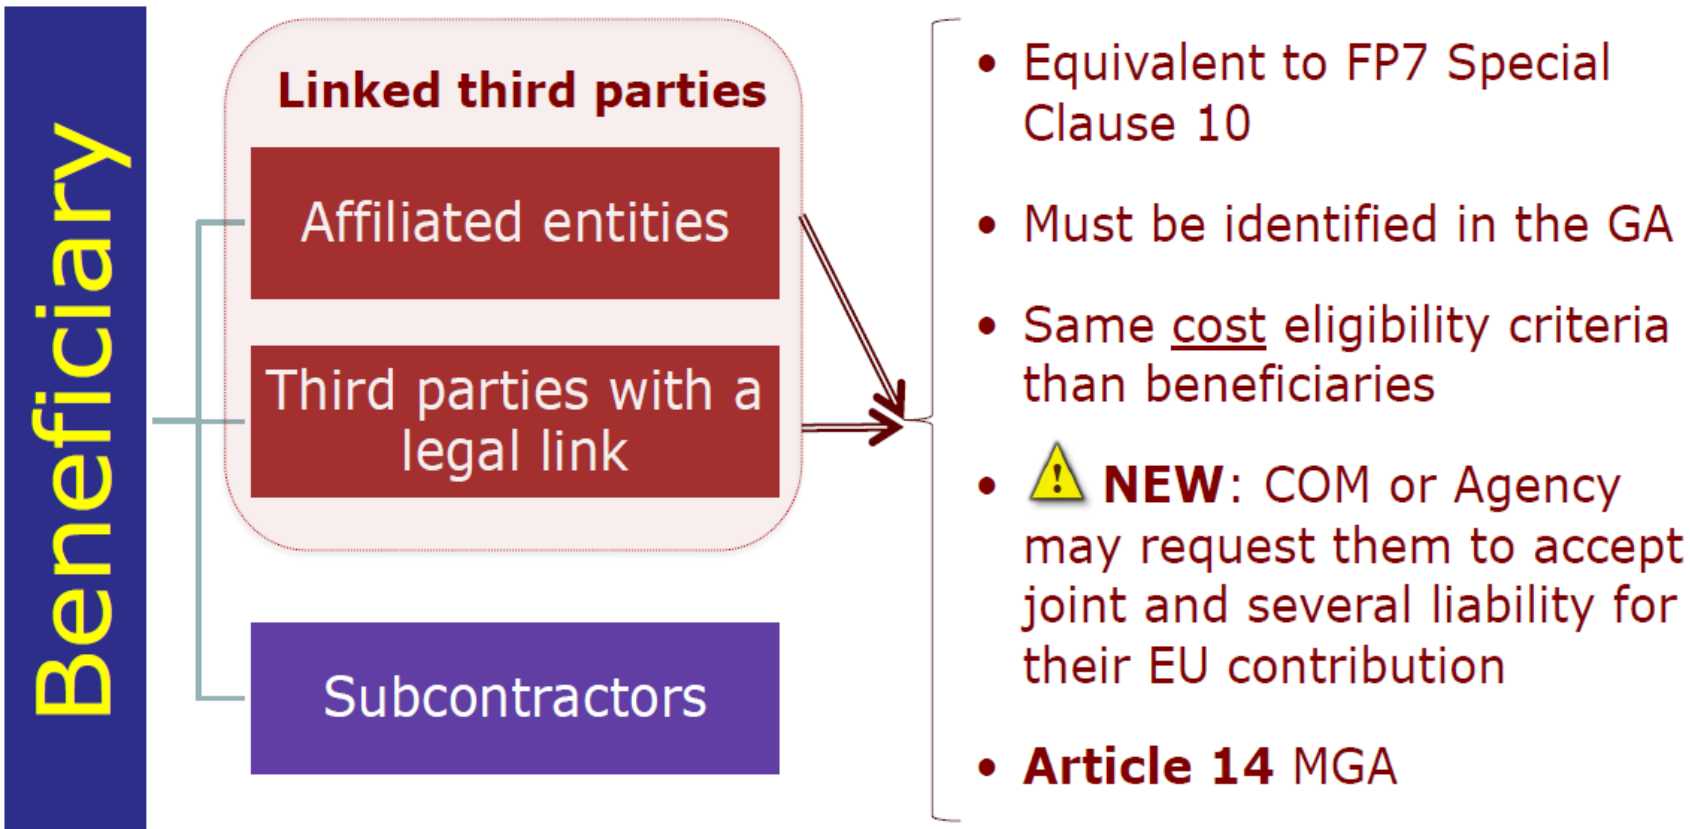 Beneficiary
Linked third parties
Affiliated entities
Third parties with a
legal link
Subcontractors
• Equivalent to FP7 Special
Clause 10
• Must be identified in the GA
• Same cost eligibility criteria
than beneficiaries
• ! NEW: COM or Agency
may request them to accept
joint and several liability for
their EU contribution
• Article 14 MGA